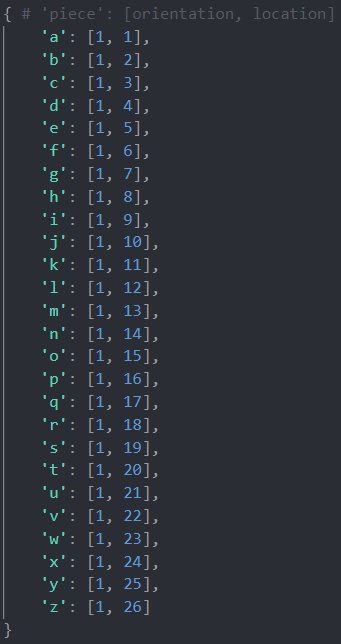 { # 'piece': [orientation, location]
'a': [1, 1],
'b': [1, 2],
'c': [1, 3],
'd': [1, 4],
'e': [1, 5],
'f': [1, 6],
'g': [1, 7],
'h': [1, 8],
'i': [1, 9],
'j': [1, 10],
'k': [1, 11],
'l': [1, 12],
'm': [1, 13],
'n': [1, 14],
'o': [1, 15],
'p': [1, 16],
'q': [1, 17],
'r': [1, 18],
's': [1, 19],
't': [1, 20],
'u': [1, 21],
'v': [1, 22],
'w': [1, 23],
'x': [1, 24],
'y': [1, 25],
'z': [1, 26]
}